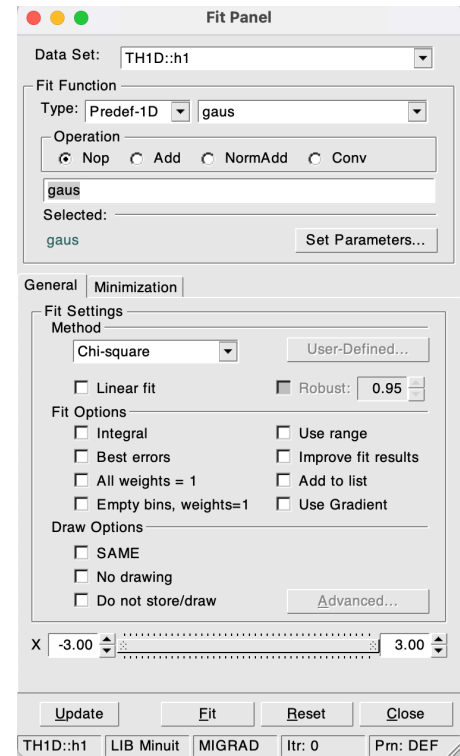 Fit Panel
Data Set: TH1D::h1
Fit Function
Type: Predef-1D gaus
Operation
Nop Add NormAdd Conv
gaus
Selected:
gaus Set Parameters...
General Minimization
Fit Settings
Method
Chi-square User-Defined...
Linear fit Robust: 0.95
Fit Options
Integral Use range
Best errors Improve fit results
All weights = 1 Add to list
Empty bins, weights=1 Use Gradient
Draw Options
SAME
No drawing
Do not store/draw Advanced...
X -3.00 3.00
Update Fit Reset Close
TH1D::h1 LIB Minuit MIGRAD Itr: 0 Prn: DEF